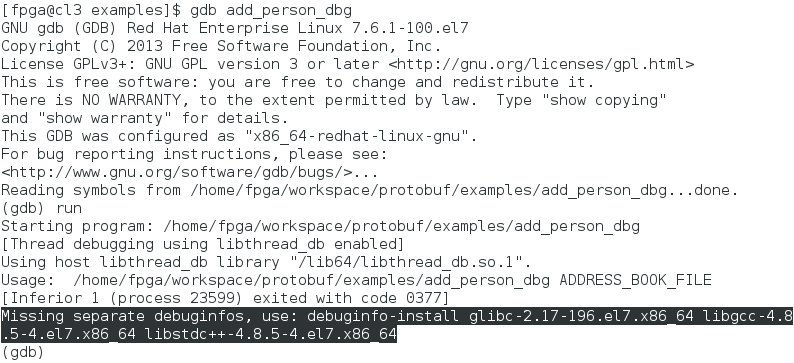 [fpga@cl3 examples]$ gdb add_person_dbg
GNU gdb (GDB) Red Hat Enterprise Linux 7.6.1-100.el7
Copyright (C) 2013 Free Software Foundation, Inc.
License GPLv3+: GNU GPL version 3 or later <http://gnu.org/licenses/gpl.html>
This is free software: you are free to change and redistribute it.
There is NO WARRANTY, to the extent permitted by law.  Type "show copying"
and "show warranty" for details.
This GDB was configured as "x86_64-redhat-linux-gnu".
For bug reporting instructions, please see:
<http://www.gnu.org/software/gdb/bugs/>...
Reading symbols from /home/fpga/workspace/protobuf/examples/add_person_dbg...done.
(gdb) run
Starting program: /home/fpga/workspace/protobuf/examples/add_person_dbg
[Thread debugging using libthread_db enabled]
Using host libthread_db library "/lib64/libthread_db.so.1".
Usage:  /home/fpga/workspace/protobuf/examples/add_person_dbg ADDRESS_BOOK_FILE
[Inferior 1 (process 23599) exited with code 0377]
Missing separate debuginfos, use: debuginfo-install glibc-2.17-196.el7.x86_64 libgcc-4.8
.5-4.el7.x86_64 libstdc++-4.8.5-4.el7.x86_64
(gdb)